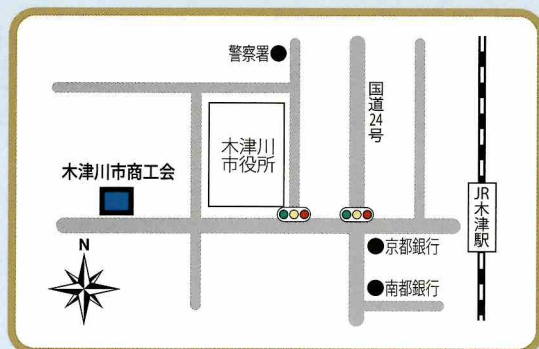 警察署
国道24号
木津川
市役所
木津川市商工会
JR木津駅
N
京都銀行
南都銀行